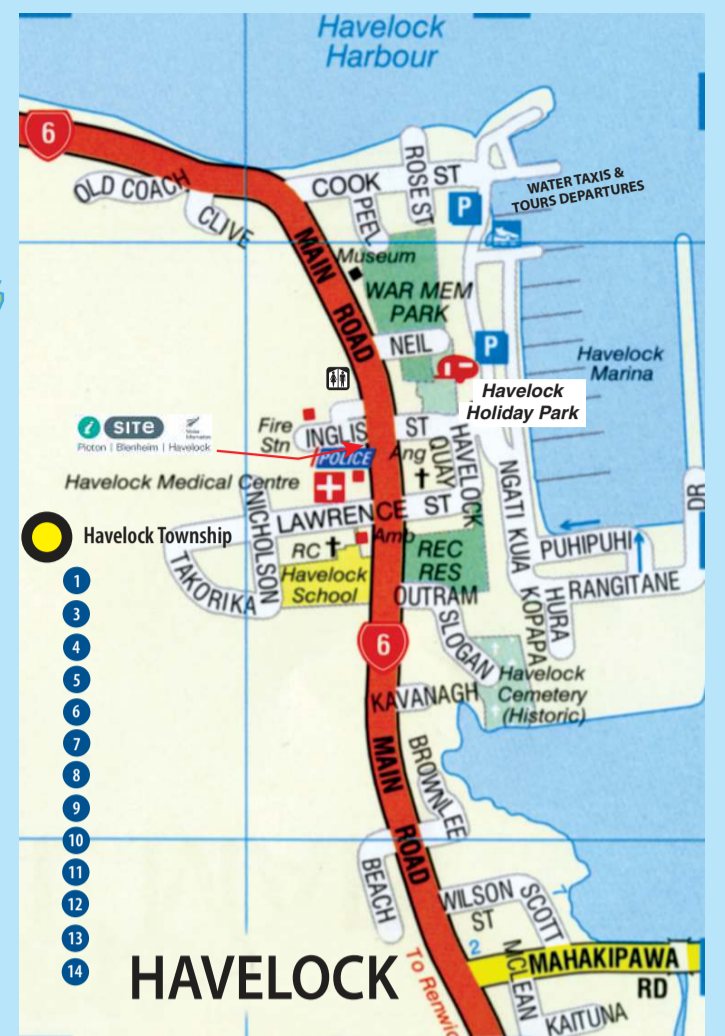 Havelock
Harbour
6
OLD COACH
CLIVE
COOK ST
PEEL
ROSE ST
P
WATER TAXIS &
TOURS DEPARTURES
MAIN ROAD
Museum
WAR MEM
PARK
NEIL
P
Havelock
Marina
Havelock
Holiday Park
i SITE
Picton | Blenheim | Havelock
Fire
Stn
INGLIS ST
POLICE
Ang
QUAY
HAVELOCK
Havelock Medical Centre
NICHOLSON
LAWRENCE ST
NGATI KUA
DR
Havelock Township
RC
Amb
REC
RES
PUHIPUHI
TAKORIKA
Havelock
School
OUTRAM
RANGITANE
HURA
KOPAPA
SLOGAN
6
Havelock
Cemetery
(Historic)
KAVANAGH
MAIN ROAD
BROWNLEE
BEACH
WILSON
ST
SCOTT
2
MCLEAN
MAHAKIPAWA
RD
KAITUNA
1
3
4
5
6
7
8
9
10
11
12
13
14
HAVELOCK